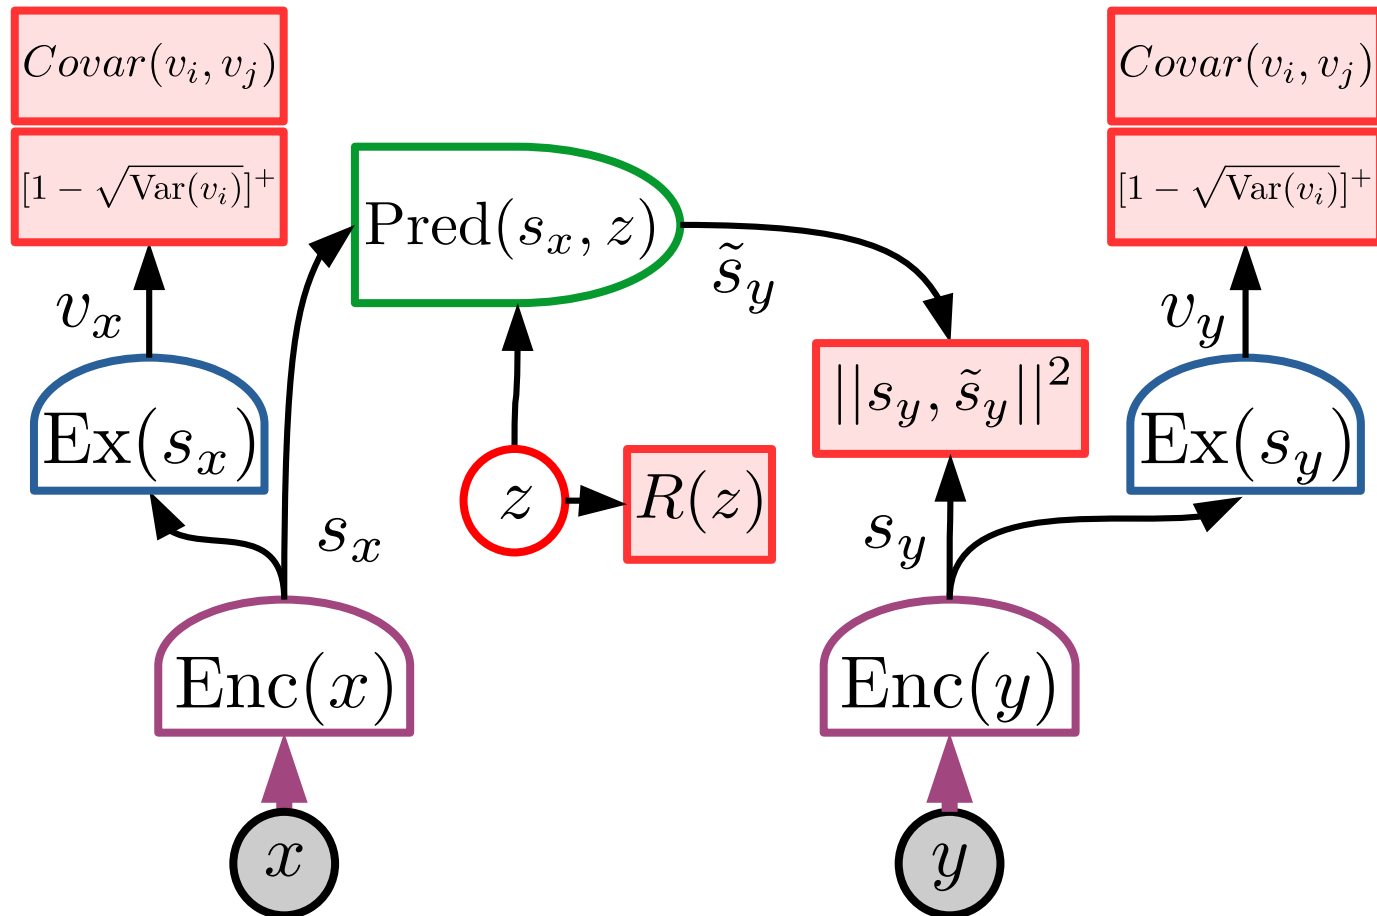 Covar(v_i, v_j)
Covar(v_i, v_j)
[1 − √Var(v_i)]^+
[1 − √Var(v_i)]^+
Pred(s_x, z)
s̃_y
v_x
v_y
||s_y, s̃_y||^2
Ex(s_x)
Ex(s_y)
z
R(z)
s_x
s_y
Enc(x)
Enc(y)
x
y